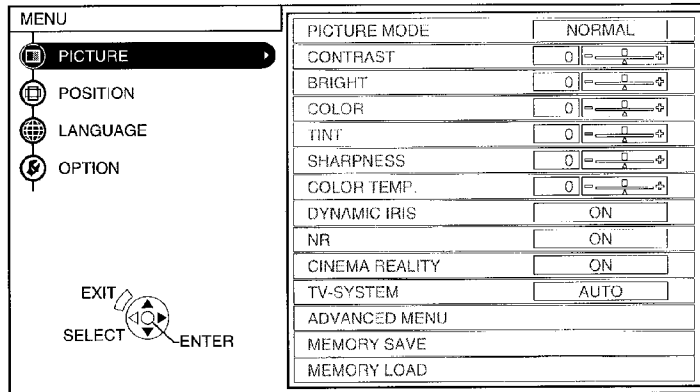 MENU
PICTURE
POSITION
LANGUAGE
OPTION
EXIT
SELECT
ENTER
PICTURE MODE NORMAL
CONTRAST 0 - +
BRIGHT 0 - +
COLOR 0 - +
TINT 0 - +
SHARPNESS 0 - +
COLOR TEMP. 0 - +
DYNAMIC IRIS ON
NR ON
CINEMA REALITY ON
TV-SYSTEM AUTO
ADVANCED MENU
MEMORY SAVE
MEMORY LOAD